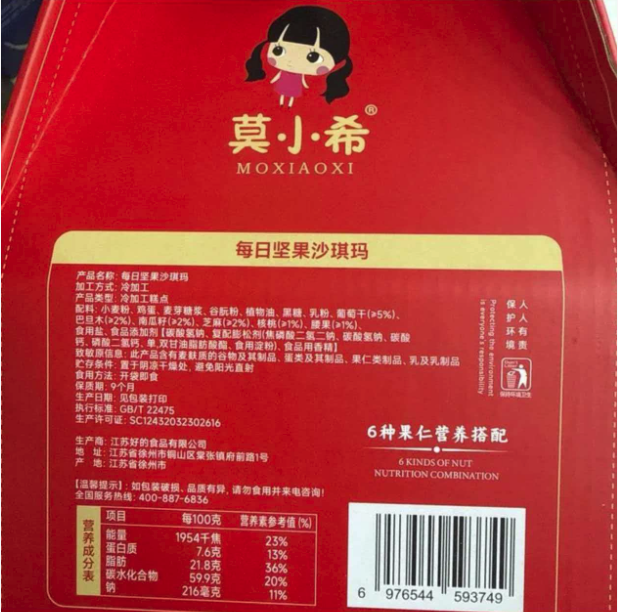 莫·小·希®
MOXIAOXI
每日坚果沙琪玛
产品名称: 每日坚果沙琪玛
加工方式: 冷加工
产品类型: 冷加工糕点
配料: 小麦粉, 鸡蛋, 麦芽糖浆、谷朊粉, 植物油, 黑糖, 乳粉, 葡萄干(≥5%)、
巴旦木(≥2%)、南瓜籽(≥2%)、芝麻(≥2%)、核桃(≥1%)、腰果(≥1%)、
食用盐、食品添加剂【碳酸氢钠, 复配膨松剂(焦磷酸二氢二钠, 碳酸氢钠, 碳酸
钙, 磷酸二氢钙, 单,双甘油脂肪酸酯, 食用淀粉), 食品用香精】
致敏原信息: 此产品含有麦麸质的谷物及其制品、蛋类及其制品、果仁类制品、乳及乳制品
贮存条件: 置于阴凉干燥处、避免阳光直射
食用方法: 开袋即食
保质期: 9个月
生产日期: 见包装打印
执行标准: GB/T 22475
生产许可证: SC12432032302616
生产商: 江苏好的食品有限公司
地 址: 江苏省徐州市铜山区棠张镇府前路1号
产 地: 江苏省徐州市
【温馨提示】: 如包装破损、品质有异, 请勿食用并来电咨询!
全国服务热线: 400-887-6836
保护环境
人人有责
Protecting the environment
is everyone's responsibility
6种果仁营养搭配
6 KINDS OF NUT
NUTRITION COMBINATION
营养成分表
项目 每100克 营养素参考值(%)
能量 1954千焦 23%
蛋白质 7.6克 13%
脂肪 21.8克 36%
碳水化合物 59.9克 20%
钠 216毫克 11%
6 976544 593749